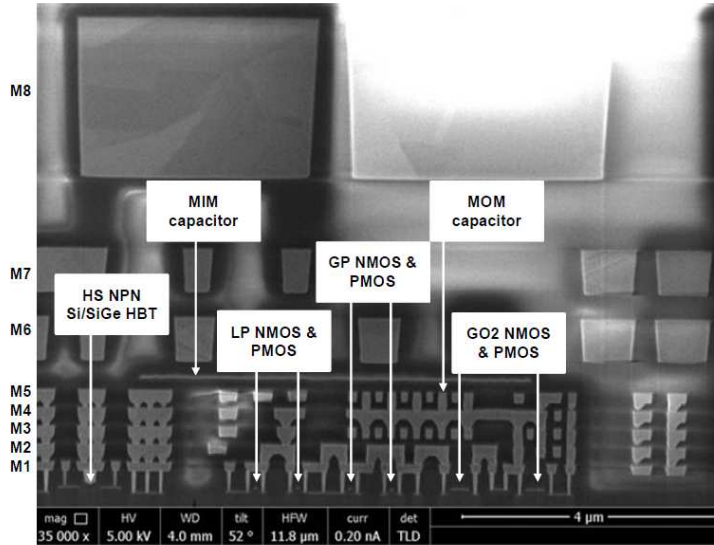 M8
MIM
capacitor
MOM
capacitor
M7
GP NMOS &
PMOS
HS NPN
Si/SiGe HBT
M6
LP NMOS &
PMOS
GO2 NMOS
& PMOS
M5
M4
M3
M2
M1
mag HV WD tilt HFW curr det
35 000 x 5.00 kV 4.0 mm 52 ° 11.8 µm 0.20 nA TLD
4 µm